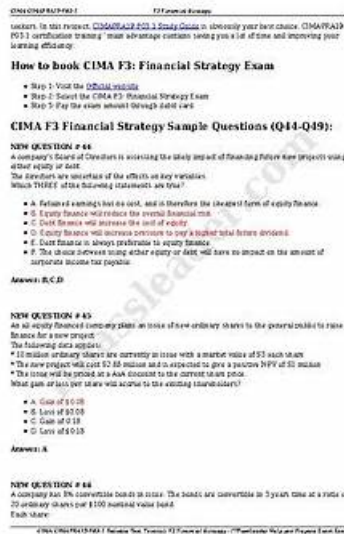 F3 Financial Strategy
seekers. In this respect, CIMAPRA19-F03-1 Study Guide is obviously your best choice. CIMAPRA19-
F03-1 certification training ' main advantage contains saving you a lot of time and improving your
learning efficiency.
How to book CIMA F3: Financial Strategy Exam
Step 1: Visit the Official website
Step 2: Select the CIMA F3: Financial Strategy Exam
Step 3: Pay the exam amount through debit card
CIMA F3 Financial Strategy Sample Questions (Q44-Q49):
NEW QUESTION # 44
A company's Board of Directors is assessing the likely impact of financing future new projects using
either equity or debt.
The directors are uncertain of the effects on key variables.
Which THREE of the following statements are true?
A. Retained earnings has no cost, and is therefore the cheapest form of equity finance.
B. Equity finance will reduce the overall financial risk.
C. Debt finance will increase the cost of equity.
D. Equity finance will increase pressure to pay a higher total future dividend.
E. Debt finance is always preferable to equity finance.
F. The choice between using either equity or debt will have no impact on the amount of
corporate income tax payable.
Answer: B,C,D
NEW QUESTION # 45
An all equity financed company plans an issue of new ordinary shares to the general public to raise
finance for a new project.
The following data applies:
* 10 million ordinary shares are currently in issue with a market value of $3 each share
* The new project will cost $2.88 million and is expected to give a positive NPV of $1 million
* The issue will be priced at a discount to the current share price.
What gain or loss per share will accrue to the existing shareholders?
A. Gain of
B. Loss of
C. Gain of
D. Loss of
Answer: A
NEW QUESTION # 46
A company has 8% convertible bonds in issue. The bonds are convertible in 3 years time at a ratio of
20 ordinary shares per $100 nominal value bond.
Each share: